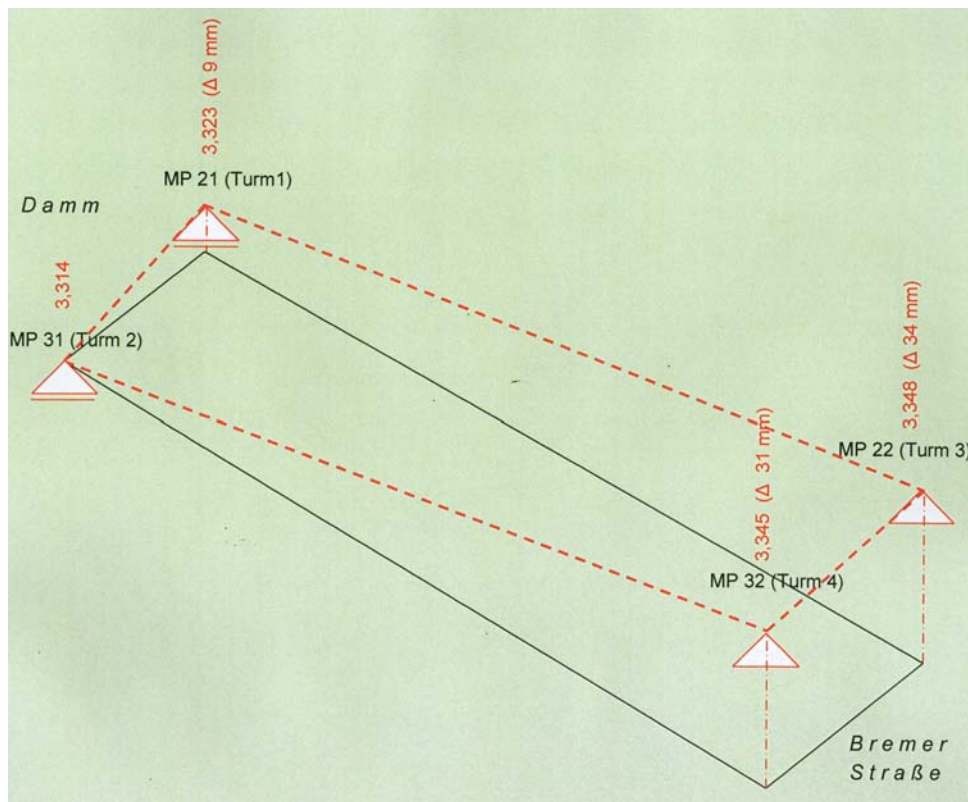 3,323 (Δ 9 mm)
MP 21 (Turm1)
Damm
3,314
MP 31 (Turm 2)
3,348 (Δ 34 mm)
MP 22 (Turm 3)
3,345 (Δ 31 mm)
MP 32 (Turm 4)
Bremer
Straße